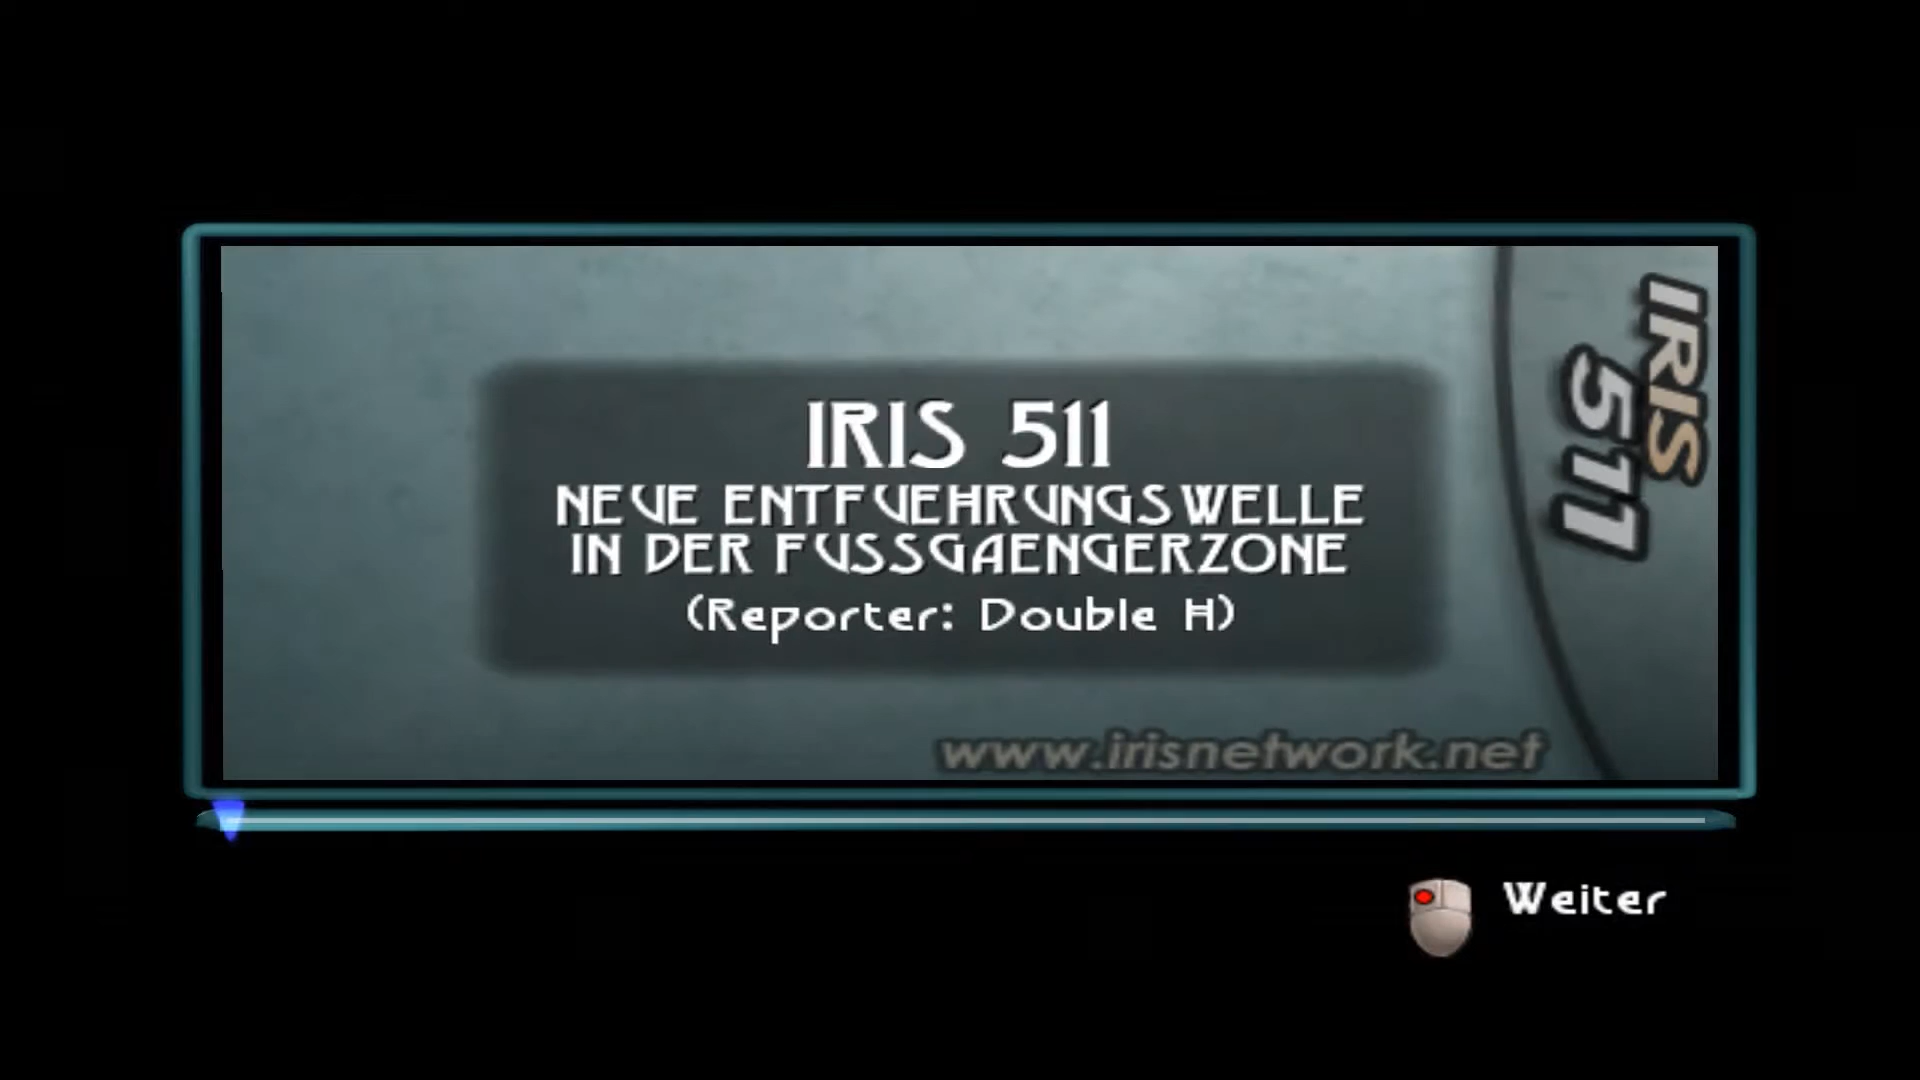 IRIS 511
NEUE ENTFUEHRUNGSWELLE
IN DER FUSSGAENGERZONE
(Reporter: Double H)
www.irisnetwork.net
IRIS
511
Weiter